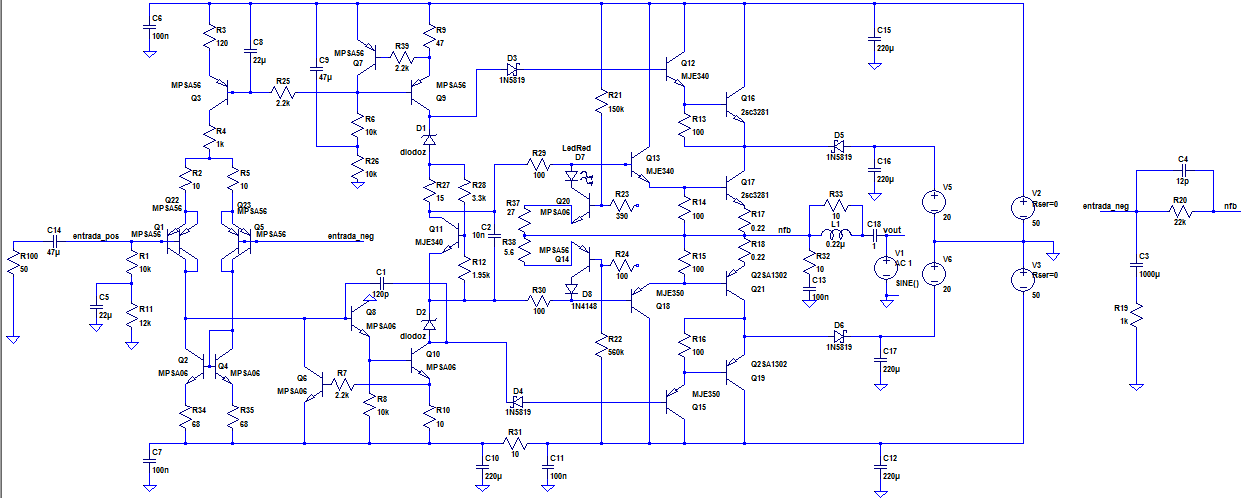 C6
100n
R3
120
C8
22µ
C9
47µ
MPSA56
Q7
R39
2.2k
R9
47
MPSA56
Q3
R25
2.2k
MPSA56
Q9
D3
1N5819
Q12
MJE340
C15
220µ
R4
1k
R6
10k
D1
diodoz
R21
150k
R13
100
Q16
2sc3281
R2
10
R5
10
R26
10k
R27
15
R28
3.3k
R29
100
LedRed
D7
Q13
MJE340
D5
1N5819
C16
220µ
Q22
MPSA56
Q23
MPSA56
Q1
MPSA56
Q5
MPSA56
Q11
MJE340
C2
10n
R37
27
Q20
MPSA06
R23
390
R14
100
Q17
2sc3281
R17
0.22
R33
10
L1
0.22µ
C18
1
vout
V5
20
V2
Rser=0
50
C14
47µ
entrada_pos
entrada_neg
nfb
R100
50
R1
10k
R12
1.95k
R38
5.6
MPSA56
Q14
R24
100
R15
100
R18
0.22
R32
10
C13
100n
V1
AC 1
SINE()
V6
20
V3
Rser=0
50
C4
12p
entrada_neg
R20
22k
nfb
C3
1000µ
R19
1k
C5
22µ
R11
12k
C1
120p
Q8
MPSA06
D2
diodoz
R30
100
D8
1N4148
MJE350
Q18
Q2SA1302
Q21
Q2
MPSA06
Q4
MPSA06
Q6
MPSA06
R7
2.2k
Q10
MPSA06
R22
560k
R16
100
D6
1N5819
C17
220µ
Q2SA1302
Q19
R34
68
R35
68
R8
10k
R10
10
D4
1N5819
MJE350
Q15
C7
100n
R31
10
C10
220µ
C11
100n
C12
220µ